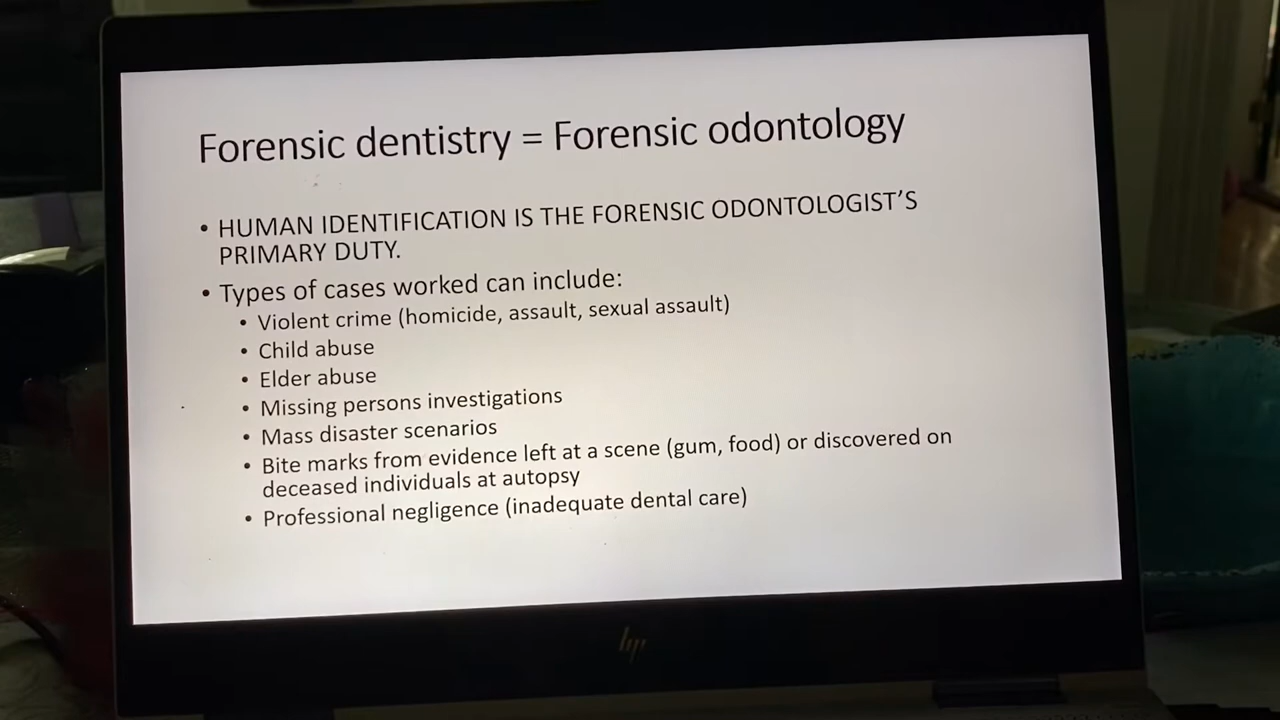 Forensic dentistry = Forensic odontology
• HUMAN IDENTIFICATION IS THE FORENSIC ODONTOLOGIST'S
PRIMARY DUTY.
• Types of cases worked can include:
• Violent crime (homicide, assault, sexual assault)
• Child abuse
• Elder abuse
• Missing persons investigations
• Mass disaster scenarios
• Bite marks from evidence left at a scene (gum, food) or discovered on
deceased individuals at autopsy
• Professional negligence (inadequate dental care)
hp